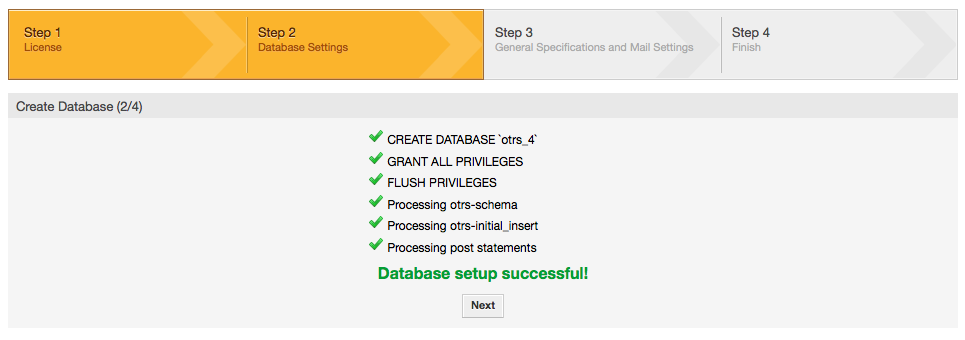 Step 1
License
Step 2
Database Settings
Step 3
General Specifications and Mail Settings
Step 4
Finish
Create Database (2/4)
CREATE DATABASE `otrs_4`
GRANT ALL PRIVILEGES
FLUSH PRIVILEGES
Processing otrs-schema
Processing otrs-initial_insert
Processing post statements
Database setup successful!
Next